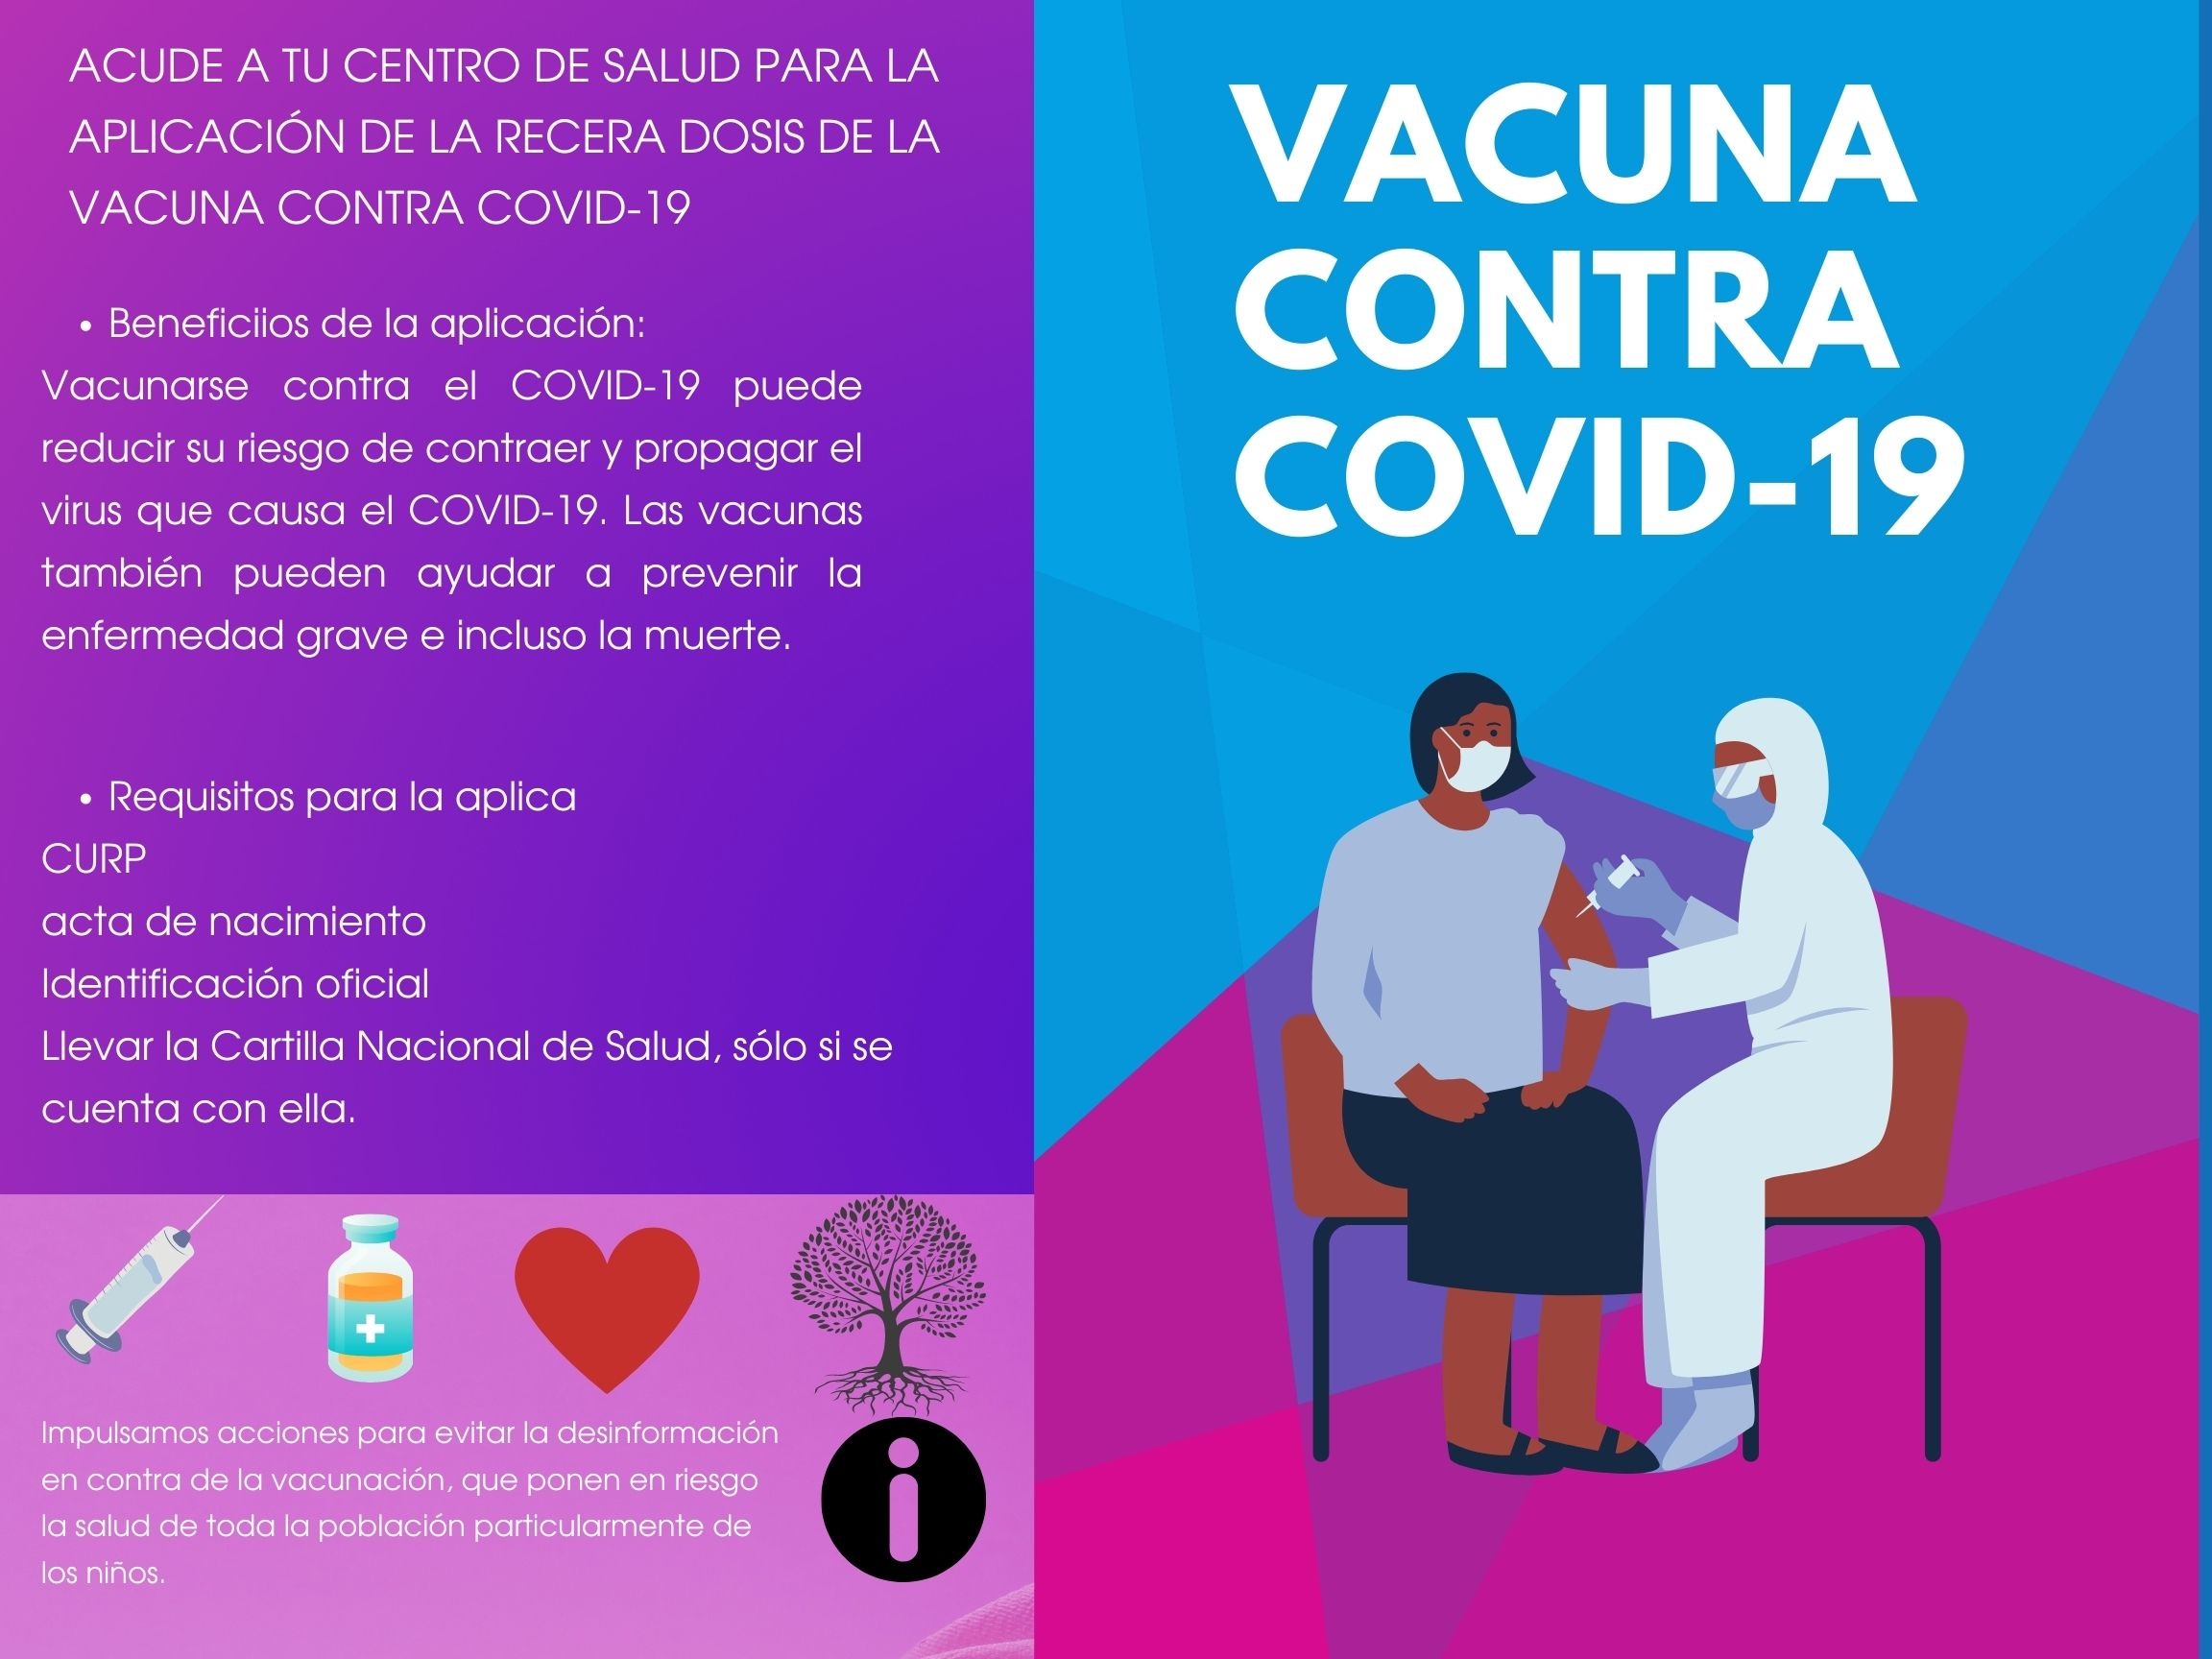 ACUDE A TU CENTRO DE SALUD PARA LA
APLICACIÓN DE LA RECERA DOSIS DE LA
VACUNA CONTRA COVID-19
• Beneficiios de la aplicación:
Vacunarse contra el COVID-19 puede
reducir su riesgo de contraer y propagar el
virus que causa el COVID-19. Las vacunas
también pueden ayudar a prevenir la
enfermedad grave e incluso la muerte.
• Requisitos para la aplica
CURP
acta de nacimiento
Identificación oficial
Llevar la Cartilla Nacional de Salud, sólo si se
cuenta con ella.
Impulsamos acciones para evitar la desinformación
en contra de la vacunación, que ponen en riesgo
la salud de toda la población particularmente de
los niños.
VACUNA
CONTRA
COVID-19